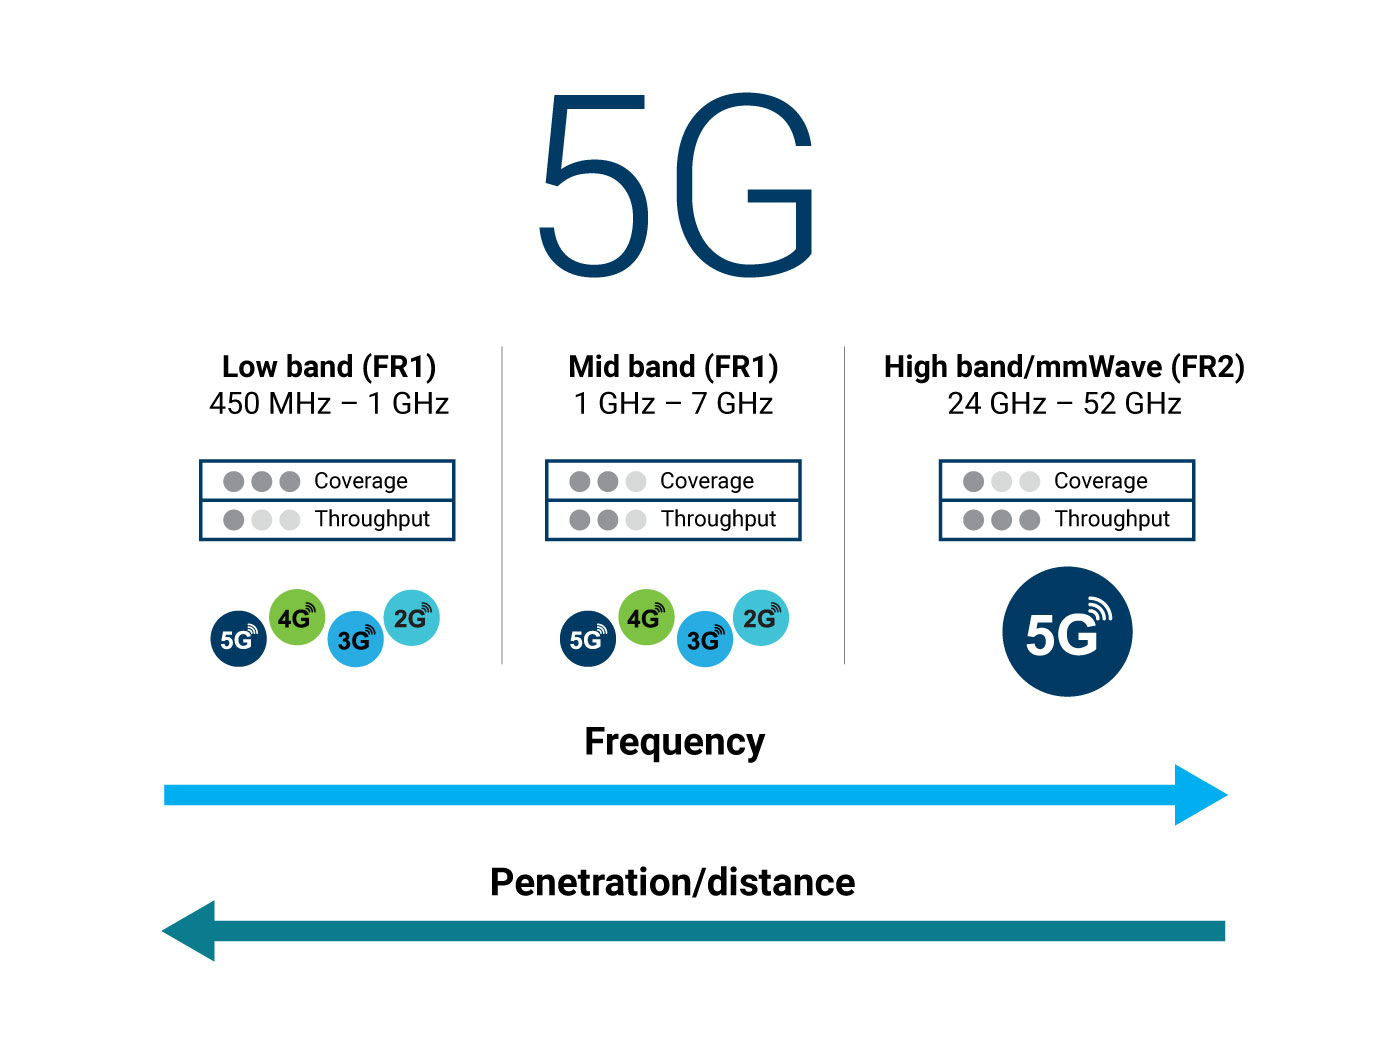 5G
Low band (FR1)
450 MHz – 1 GHz
Coverage
Throughput
5G
4G
3G
2G
Mid band (FR1)
1 GHz – 7 GHz
Coverage
Throughput
5G
4G
3G
2G
High band/mmWave (FR2)
24 GHz – 52 GHz
Coverage
Throughput
5G
Frequency
Penetration/distance